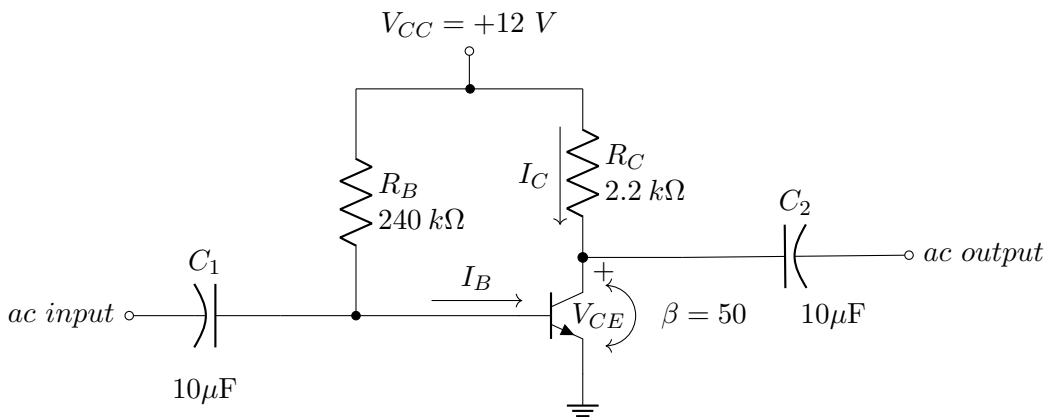 V_CC = +12 V
R_B
240 kΩ
I_C
R_C
2.2 kΩ
C_1
C_2
ac input
10μF
I_B
+
V_CE
β = 50
10μF
ac output